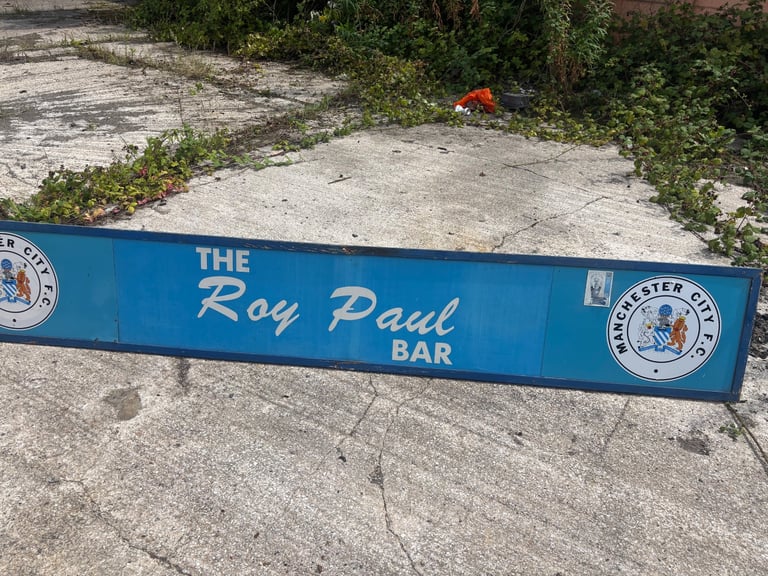 ER CITY F.C.
THE
Roy Paul
BAR
MANCHESTER CITY F.C.